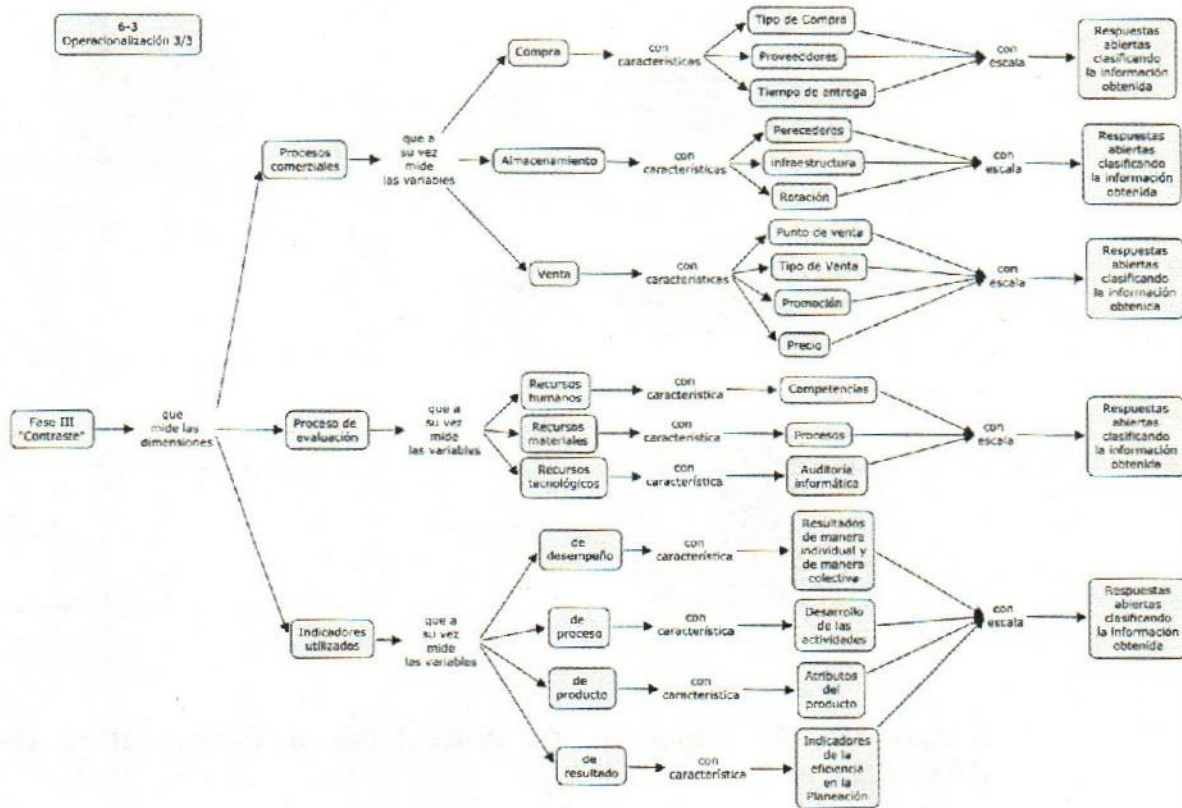 6-3
Operacionalización 3/3
Fase III
"Contraste"
que
mide las
dimensiones
Procesos
comerciales
que a
su vez
mide
las variables
Compra
con
características
Tipo de Compra
Proveedores
Tiempo de entrega
con
escala
Respuestas
abiertas
clasificando
la información
obtenida
Almacenamiento
con
características
Perecederos
infraestructura
Rotación
con
escala
Respuestas
abiertas
clasificando
la información
obtenida
Venta
con
características
Punto de venta
Tipo de Venta
Promoción
Precio
con
escala
Respuestas
abiertas
clasificando
la información
obtenida
Proceso de
evaluación
que a
su vez
mide
las variables
Recursos
humanos
con
característica
Competencias
Recursos
materiales
con
característica
Procesos
Recursos
tecnológicos
con
característica
Auditoría
informática
con
escala
Respuestas
abiertas
clasificando
la información
obtenida
Indicadores
utilizados
que a
su vez
mide
las variables
de
desempeño
con
característica
Resultados
de manera
individual y
de manera
colectiva
de
proceso
con
característica
Desarrollo
de las
actividades
de
producto
con
característica
Atributos
del
producto
de
resultado
con
característica
Indicadores
de la
eficiencia
en la
Planeación
con
escala
Respuestas
abiertas
clasificando
la información
obtenida